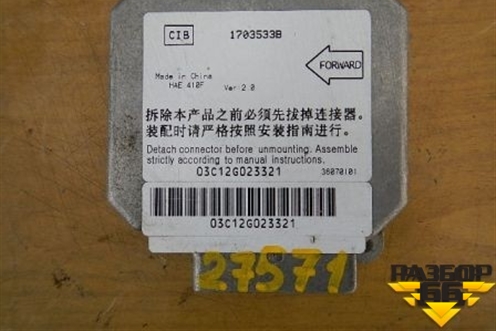 CIB
1703533B
FORWARD
Made in China
HAE 410F
Ver 2.0
拆除本产品之前必须先拔掉连接器。
装配时请严格按照安装指南进行。
Detach connector before unmounting. Assemble
strictly according to manual instructions.
03C12G023321
36070101
03C12G023321
27571
РАЗБОР
66